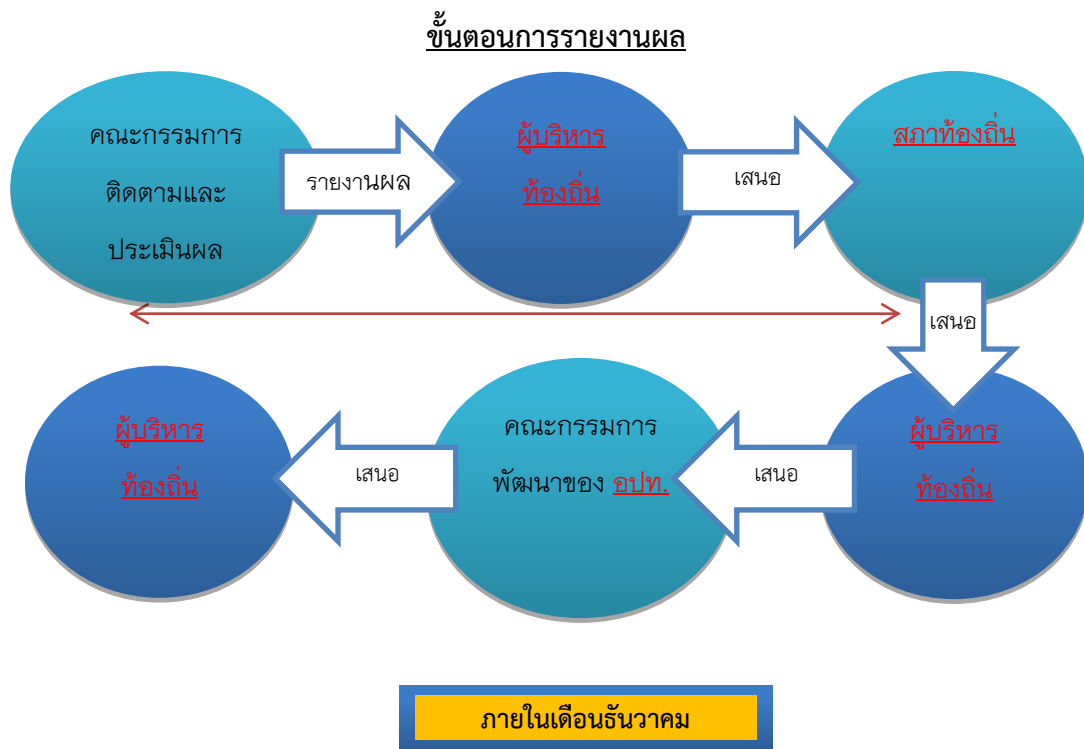 ขั้นตอนการรายงานผล
คณะกรรมการ
ติดตามและ
ประเมินผล
รายงานผล
ผู้บริหาร
ท้องถิ่น
เสนอ
สภาท้องถิ่น
เสนอ
ผู้บริหาร
ท้องถิ่น
เสนอ
คณะกรรมการ
พัฒนาของ อปท.
เสนอ
ผู้บริหาร
ท้องถิ่น
ภายในเดือนธันวาคม